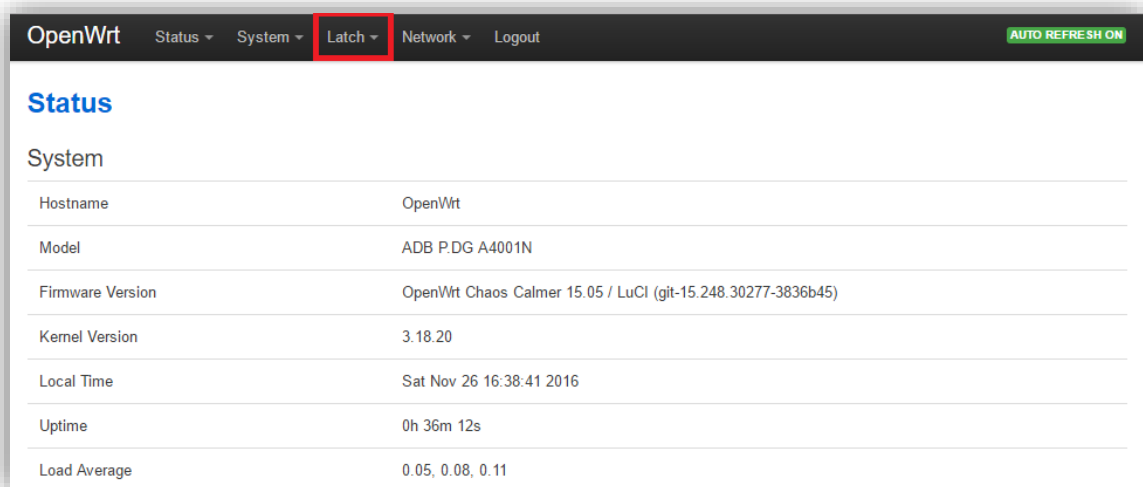 OpenWrt Status System Latch Network Logout AUTO REFRESH ON
Status
System
Hostname OpenWrt
Model ADB P.DG A4001N
Firmware Version OpenWrt Chaos Calmer 15.05 / LuCI (git-15.248.30277-3836b45)
Kernel Version 3.18.20
Local Time Sat Nov 26 16:38:41 2016
Uptime 0h 36m 12s
Load Average 0.05, 0.08, 0.11